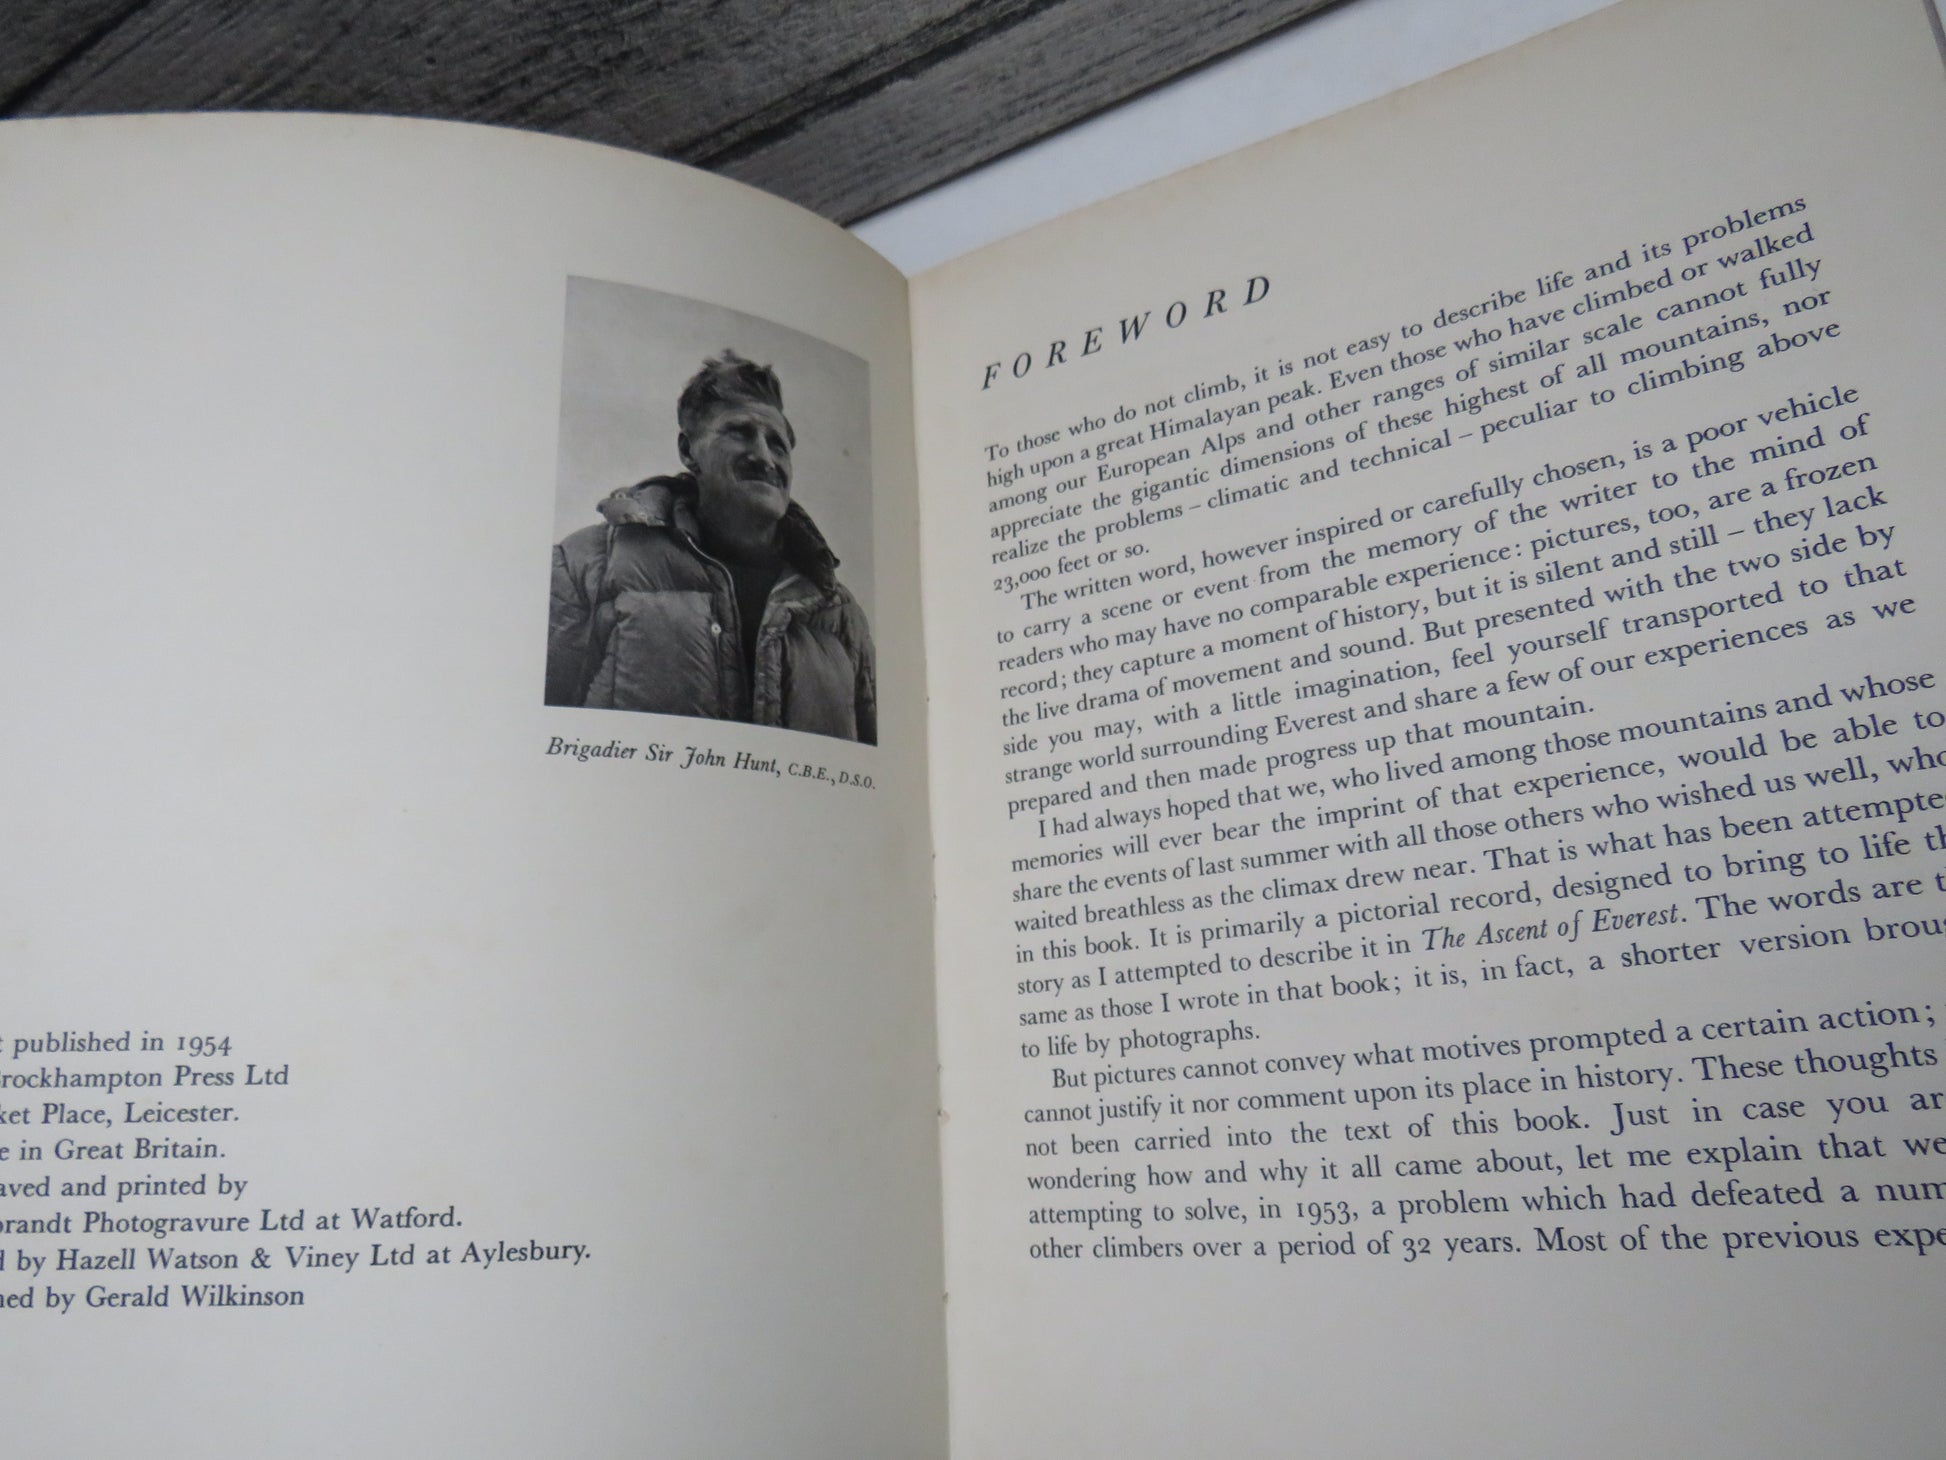 Brigadier Sir John Hunt, C.B.E., D.S.O.
published in 1954
Press Ltd
Place, Leicester.
in Great Britain.
and printed by
Photogravure Ltd at Watford.
by Hazell Watson & Viney Ltd at Aylesbury.
by Gerald Wilkinson
FOREWORD
To those who do not climb, it is not easy to describe life and its problems
high upon a great Himalayan peak. Even those who have climbed or walked
among our European Alps and other ranges of similar scale cannot fully
appreciate the gigantic dimensions of these highest of all mountains, nor
realize the problems – climatic and technical – peculiar to climbing above
23,000 feet or so.
The written word, however inspired or carefully chosen, is a poor vehicle
to carry a scene or event from the memory of the writer to the mind of
readers who may have no comparable experience: pictures, too, are a frozen
record; they capture a moment of history, but it is silent and still – they lack
the live drama of movement and sound. But presented with the two side by
side you may, with a little imagination, feel yourself transported to that
strange world surrounding Everest and share a few of our experiences as we
prepared and then made progress up that mountain.
I had always hoped that we, who lived among those mountains and whose
memories will ever bear the imprint of that experience, would be able to
share the events of last summer with all those others who wished us well, who
waited breathless as the climax drew near. That is what has been attempted
in this book. It is primarily a pictorial record, designed to bring to life
story as I attempted to describe it in The Ascent of Everest. The words are
same as those I wrote in that book; it is, in fact, a shorter version
to life by photographs.
But pictures cannot convey what motives prompted a certain action;
cannot justify it nor comment upon its place in history. These thoughts
not been carried into the text of this book. Just in case you
wondering how and why it all came about, let me explain that
attempting to solve, in 1953, a problem which had defeated a
other climbers over a period of 32 years. Most of the previous